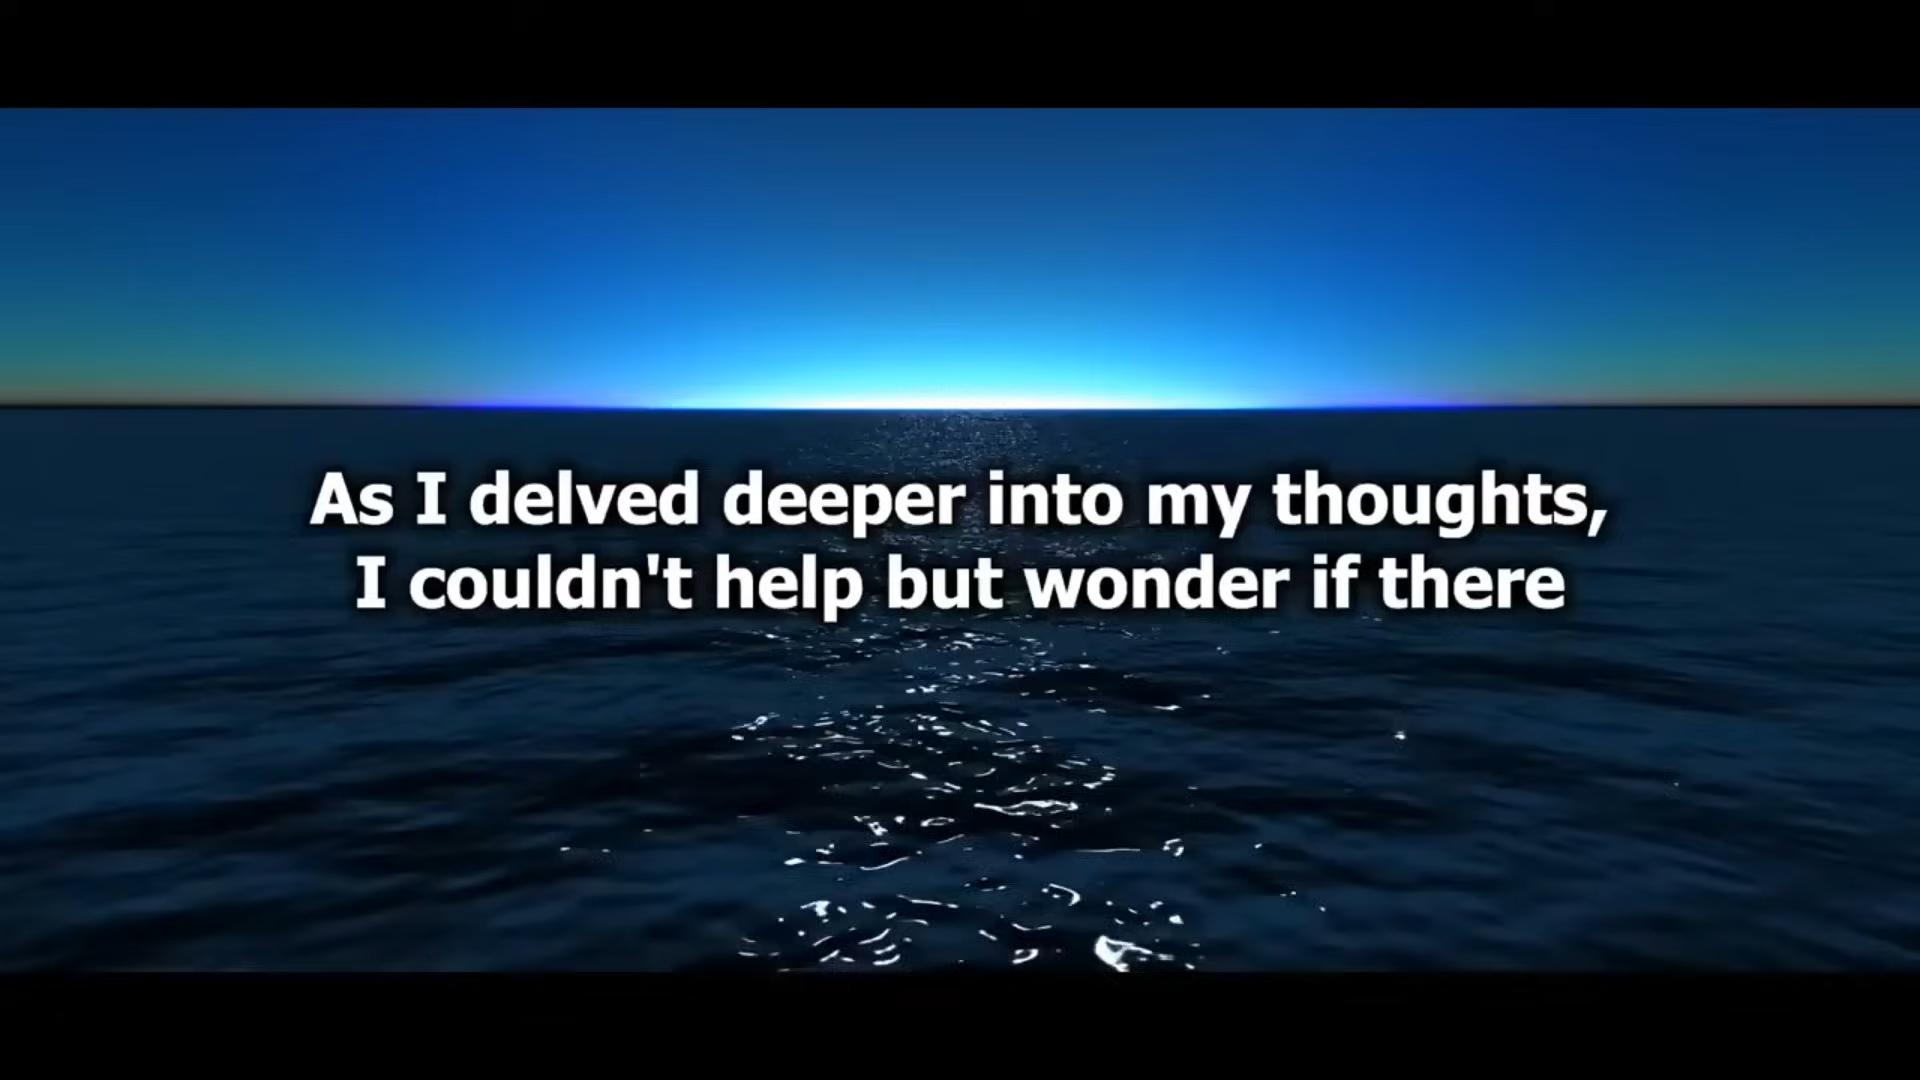 As I delved deeper into my thoughts,
I couldn't help but wonder if there